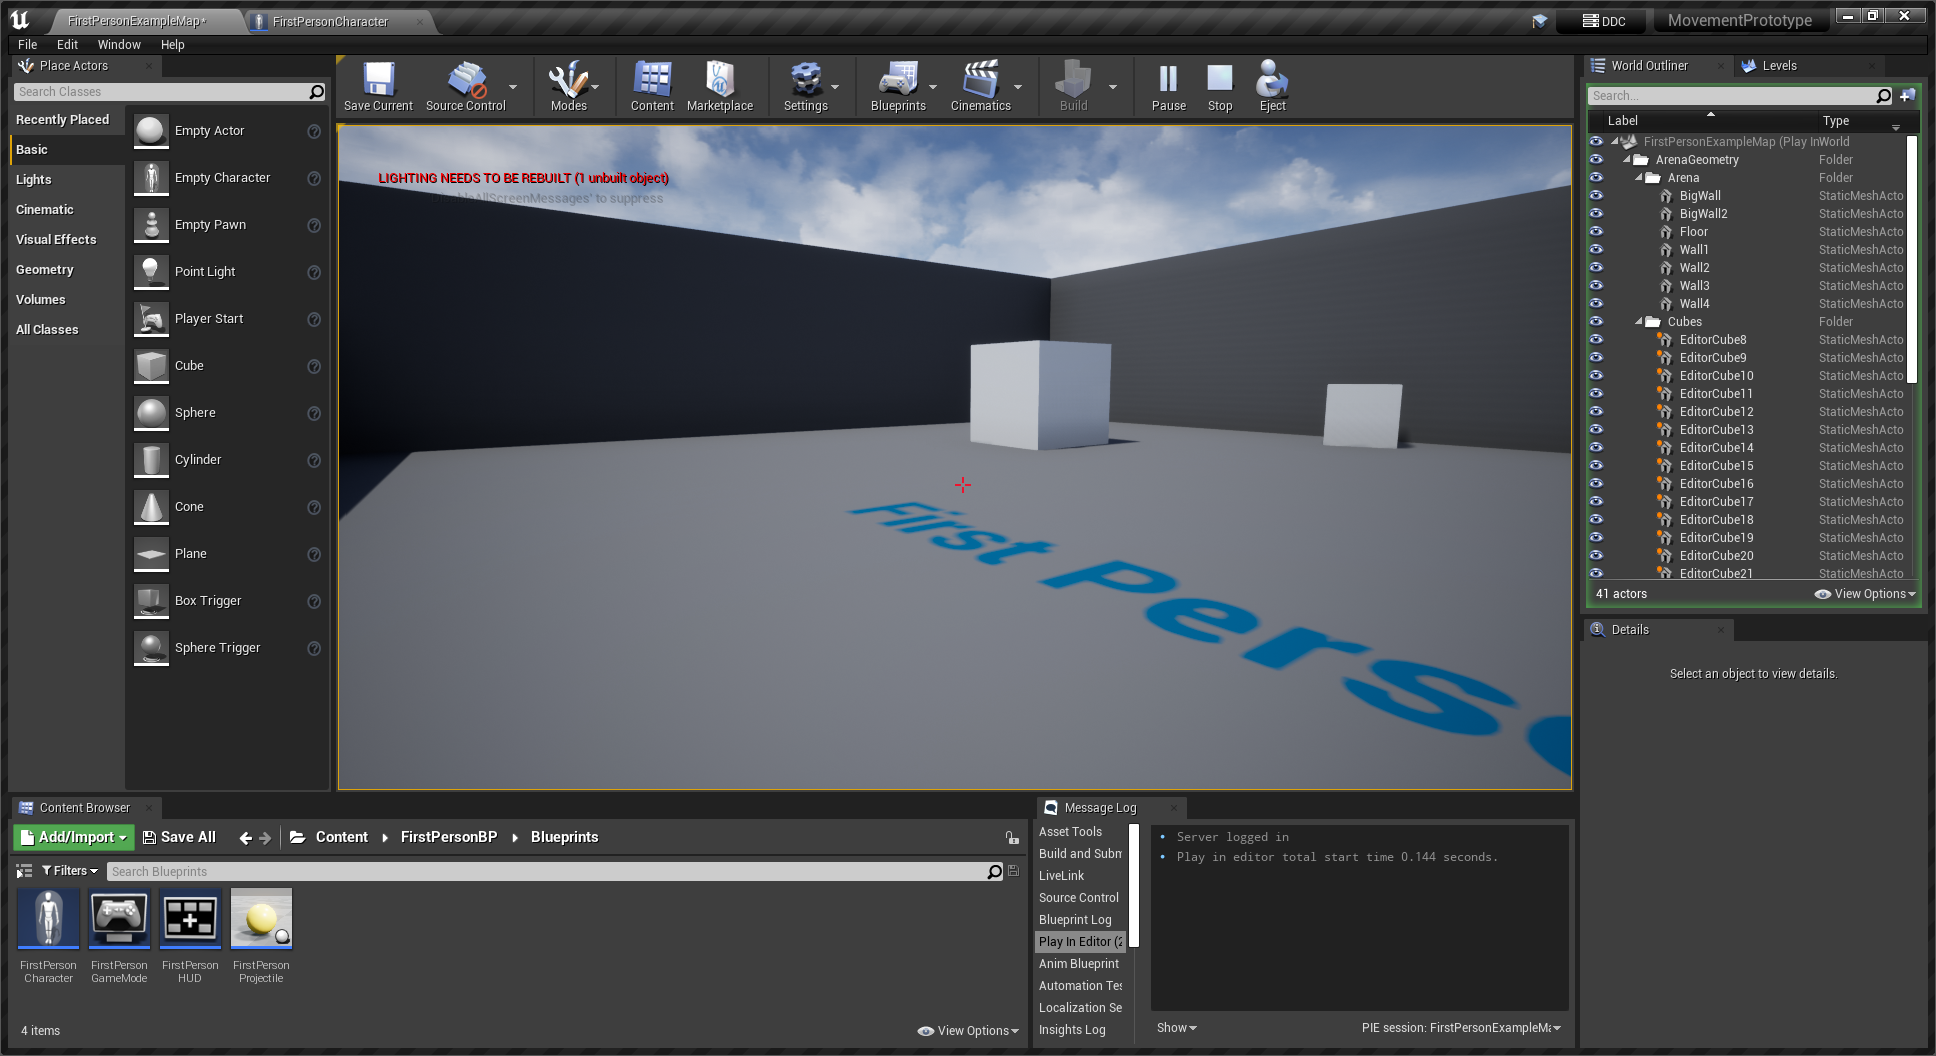 FirstPersonExampleMap*
FirstPersonCharacter
DDC
MovementPrototype
File Edit Window Help
Place Actors
Search Classes
Recently Placed
Basic
Lights
Cinematic
Visual Effects
Geometry
Volumes
All Classes
Empty Actor
Empty Character
Empty Pawn
Point Light
Player Start
Cube
Sphere
Cylinder
Cone
Plane
Box Trigger
Sphere Trigger
Save Current
Source Control
Modes
Content
Marketplace
Settings
Blueprints
Cinematics
Build
Pause
Stop
Eject
LIGHTING NEEDS TO BE REBUILT (1 unbuilt object)
AllScreenMessages' to suppress
First Perso
World Outliner
Levels
Search...
Label Type
FirstPersonExampleMap (Play In World
ArenaGeometry Folder
Arena Folder
BigWall StaticMeshActo
BigWall2 StaticMeshActo
Floor StaticMeshActo
Wall1 StaticMeshActo
Wall2 StaticMeshActo
Wall3 StaticMeshActo
Wall4 StaticMeshActo
Cubes Folder
EditorCube8 StaticMeshActo
EditorCube9 StaticMeshActo
EditorCube10 StaticMeshActo
EditorCube11 StaticMeshActo
EditorCube12 StaticMeshActo
EditorCube13 StaticMeshActo
EditorCube14 StaticMeshActo
EditorCube15 StaticMeshActo
EditorCube16 StaticMeshActo
EditorCube17 StaticMeshActo
EditorCube18 StaticMeshActo
EditorCube19 StaticMeshActo
EditorCube20 StaticMeshActo
EditorCube21 StaticMeshActo
41 actors
View Options
Details
Select an object to view details.
Content Browser
Add/Import
Save All
Content
FirstPersonBP
Blueprints
Filters
Search Blueprints
FirstPerson
Character
FirstPerson
GameMode
FirstPerson
HUD
FirstPerson
Projectile
4 items
View Options
Message Log
Asset Tools
Build and Subm
LiveLink
Source Control
Blueprint Log
Play In Editor (2
Anim Blueprint
Automation Tes
Localization Se
Insights Log
Server logged in
Play in editor total start time 0.144 seconds.
Show
PIE session: FirstPersonExampleMa